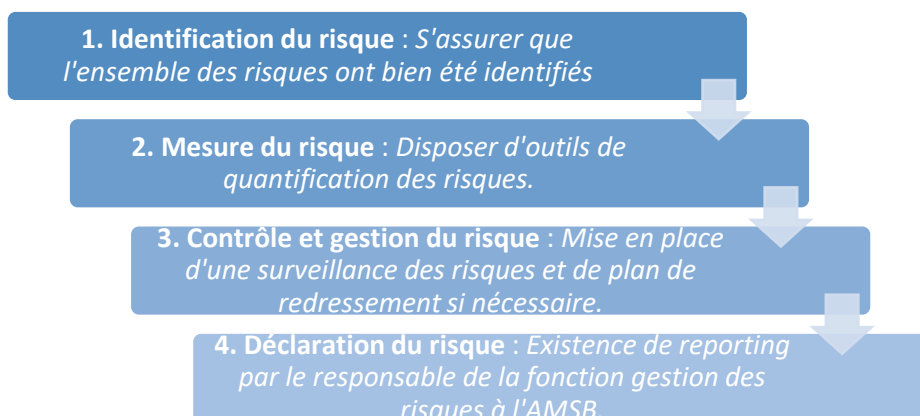 1. Identification du risque : S'assurer que
l'ensemble des risques ont bien été identifiés
2. Mesure du risque : Disposer d'outils de
quantification des risques.
3. Contrôle et gestion du risque : Mise en place
d'une surveillance des risques et de plan de
redressement si nécessaire.
4. Déclaration du risque : Existence de reporting
par le responsable de la fonction gestion des
risques à l'AMSB.